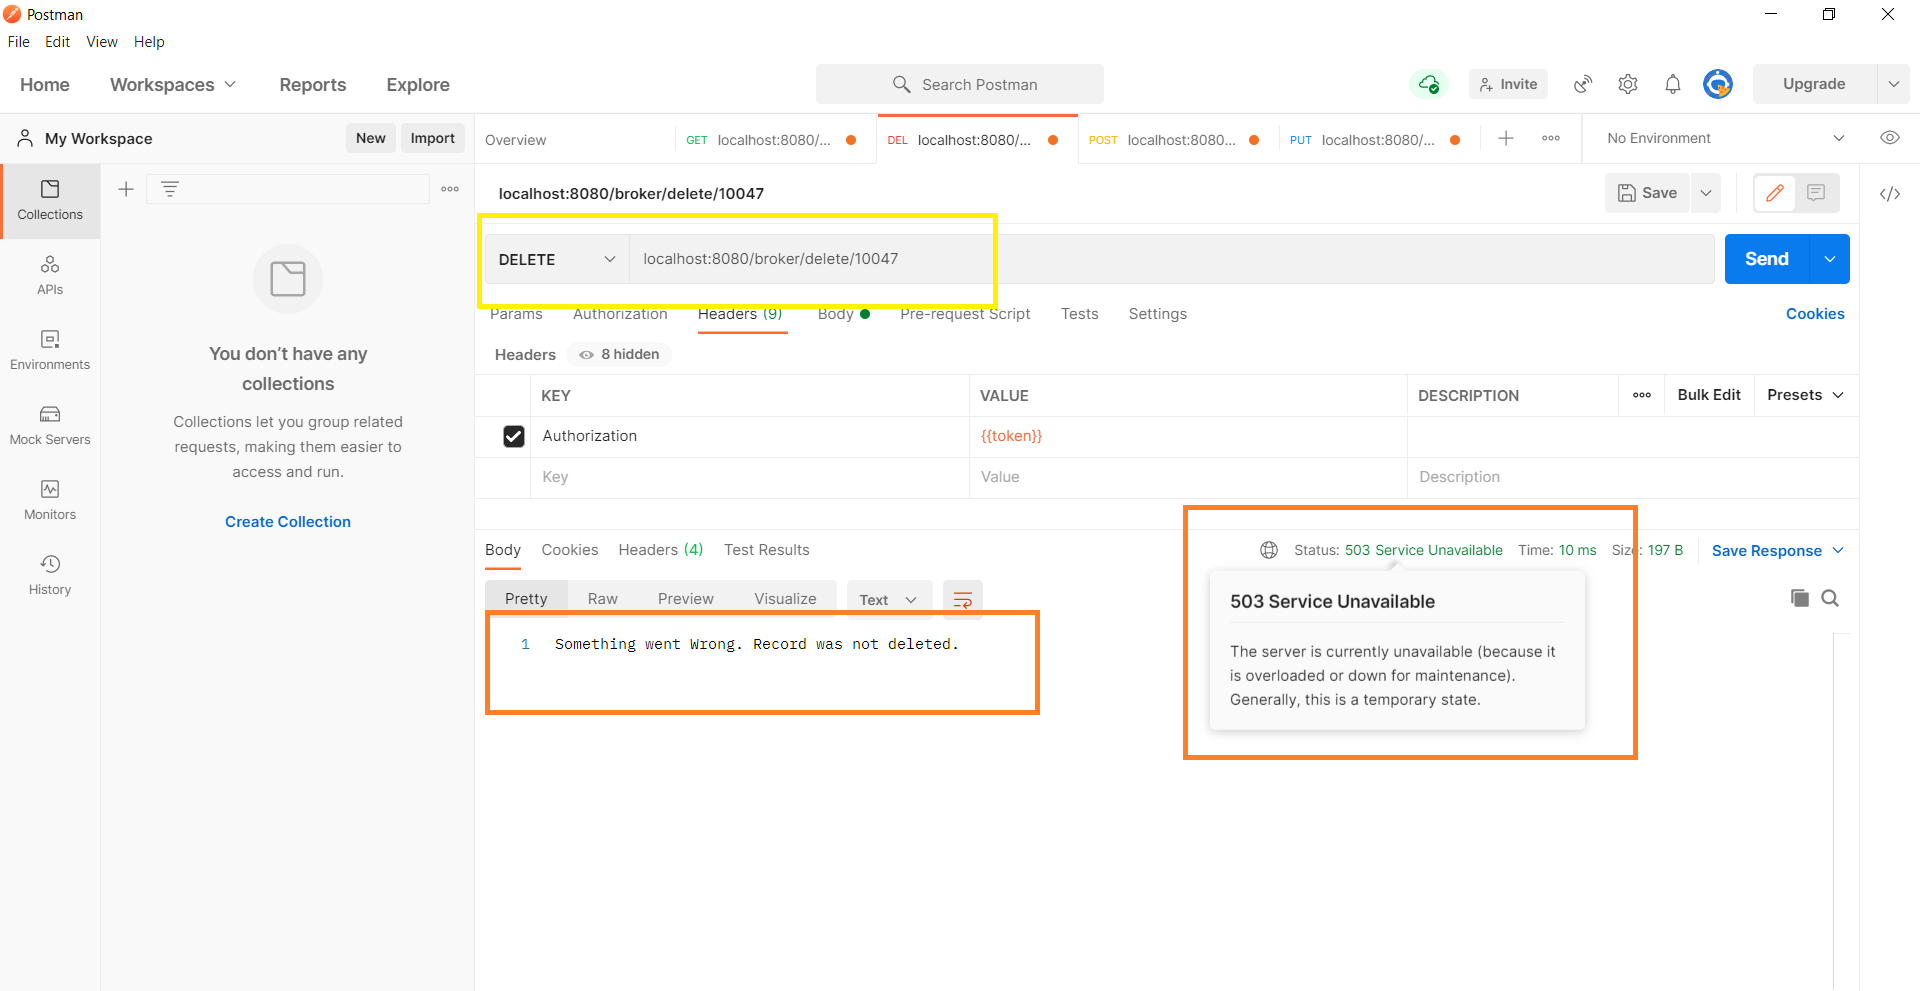 Postman
File Edit View Help
Home Workspaces Reports Explore Search Postman Invite Upgrade
My Workspace New Import
Overview GET localhost:8080/... DEL localhost:8080/... POST localhost:8080... PUT localhost:8080/... No Environment
Collections
APIs
Environments
Mock Servers
Monitors
History
You don't have any
collections
Collections let you group related
requests, making them easier to
access and run.
Create Collection
localhost:8080/broker/delete/10047 Save
DELETE localhost:8080/broker/delete/10047 Send
Params Authorization Headers (9) Body Pre-request Script Tests Settings Cookies
Headers 8 hidden
KEY VALUE DESCRIPTION Bulk Edit Presets
Authorization {{token}}
Key Value Description
Body Cookies Headers (4) Test Results Status: 503 Service Unavailable Time: 10 ms Size: 197 B Save Response
Pretty Raw Preview Visualize Text
1 Something went Wrong. Record was not deleted.
503 Service Unavailable
The server is currently unavailable (because it
is overloaded or down for maintenance).
Generally, this is a temporary state.